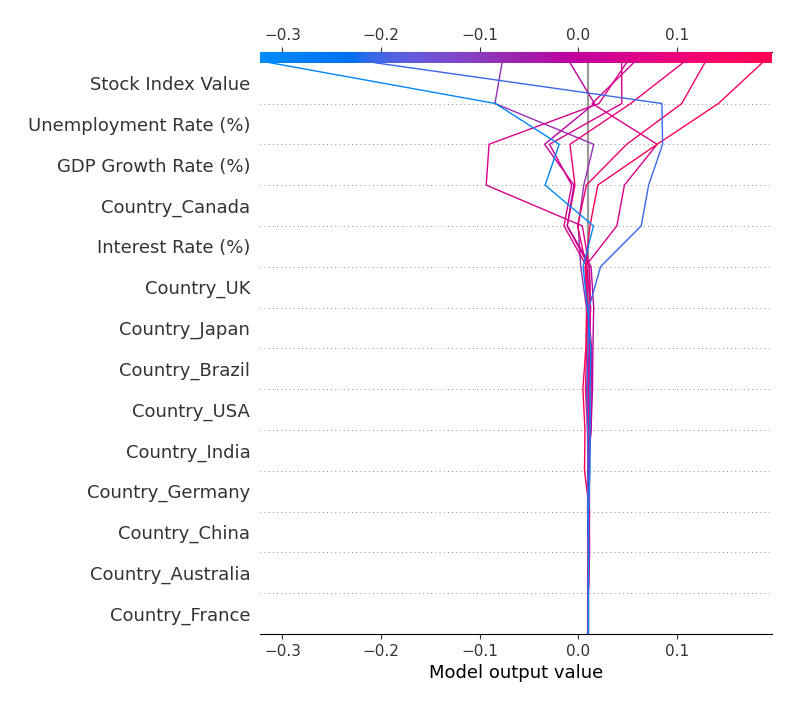 −0.3 −0.2 −0.1 0.0 0.1
Stock Index Value
Unemployment Rate (%)
GDP Growth Rate (%)
Country_Canada
Interest Rate (%)
Country_UK
Country_Japan
Country_Brazil
Country_USA
Country_India
Country_Germany
Country_China
Country_Australia
Country_France
−0.3 −0.2 −0.1 0.0 0.1
Model output value